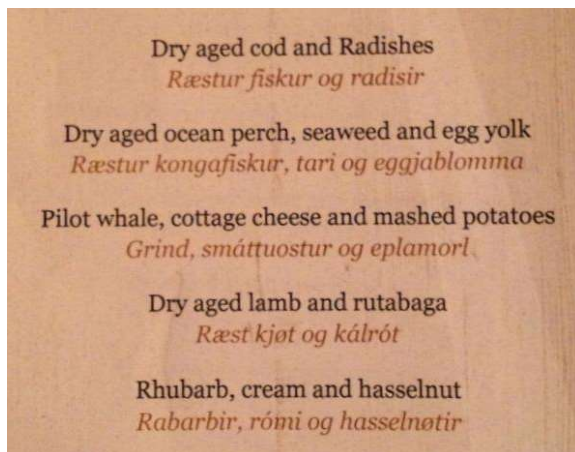 Dry aged cod and Radishes
Ræstur fiskur og radisir
Dry aged ocean perch, seaweed and egg yolk
Ræstur kongafiskur, tari og eggjablomma
Pilot whale, cottage cheese and mashed potatoes
Grind, smáttuostur og eplamorl
Dry aged lamb and rutabaga
Ræst kjøt og kálrót
Rhubarb, cream and hasselnut
Rabarbir, rómi og hasselnøtir